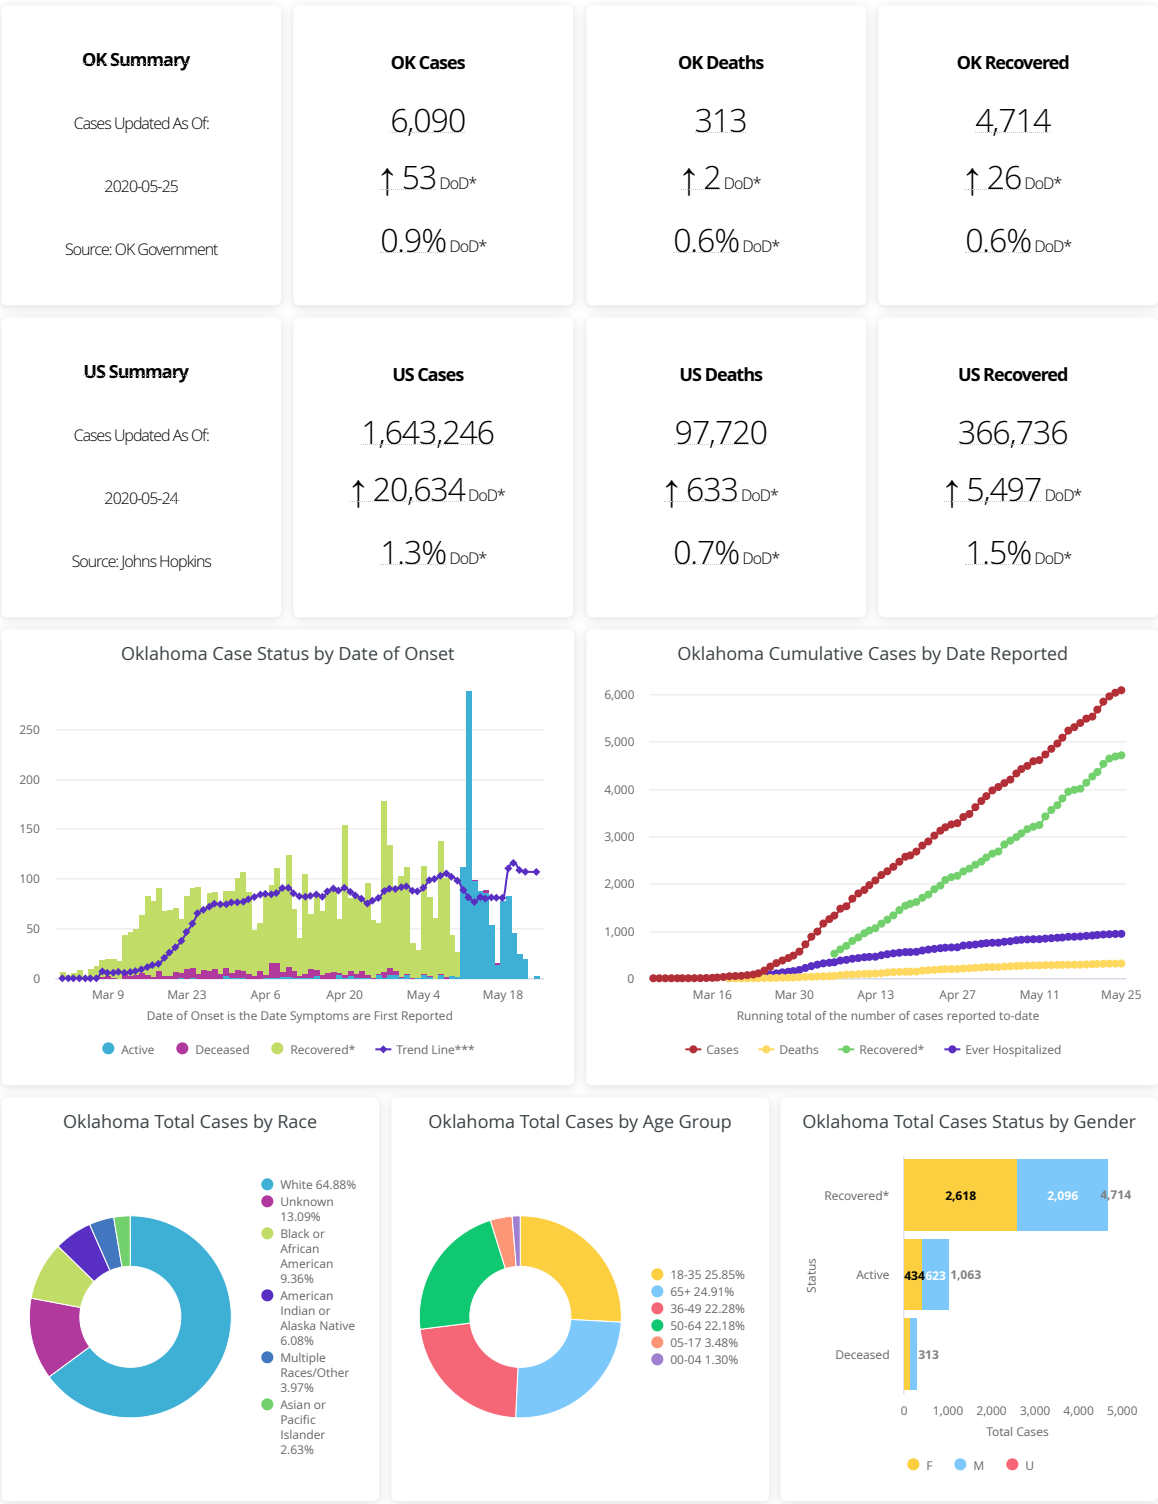 OK Summary
Cases Updated As Of:
2020-05-25
Source: OK Government
OK Cases
6,090
↑ 53 DoD*
0.9% DoD*
OK Deaths
313
↑ 2 DoD*
0.6% DoD*
OK Recovered
4,714
↑ 26 DoD*
0.6% DoD*
US Summary
Cases Updated As Of:
2020-05-24
Source: Johns Hopkins
US Cases
1,643,246
↑ 20,634 DoD*
1.3% DoD*
US Deaths
97,720
↑ 633 DoD*
0.7% DoD*
US Recovered
366,736
↑ 5,497 DoD*
1.5% DoD*
Oklahoma Case Status by Date of Onset
250
200
150
100
50
0
Mar 9 Mar 23 Apr 6 Apr 20 May 4 May 18
Date of Onset is the Date Symptoms are First Reported
Active Deceased Recovered* Trend Line***
Oklahoma Cumulative Cases by Date Reported
6,000
5,000
4,000
3,000
2,000
1,000
0
Mar 16 Mar 30 Apr 13 Apr 27 May 11 May 25
Running total of the number of cases reported to-date
Cases Deaths Recovered* Ever Hospitalized
Oklahoma Total Cases by Race
White 64.88%
Unknown
13.09%
Black or
African
American
9.36%
American
Indian or
Alaska Native
6.08%
Multiple
Races/Other
3.97%
Asian or
Pacific
Islander
2.63%
Oklahoma Total Cases by Age Group
18-35 25.85%
65+ 24.91%
36-49 22.28%
50-64 22.18%
05-17 3.48%
00-04 1.30%
Oklahoma Total Cases Status by Gender
Status
Recovered* 2,618 2,096 4,714
Active 434 623 1,063
Deceased 313
0 1,000 2,000 3,000 4,000 5,000
Total Cases
F M U